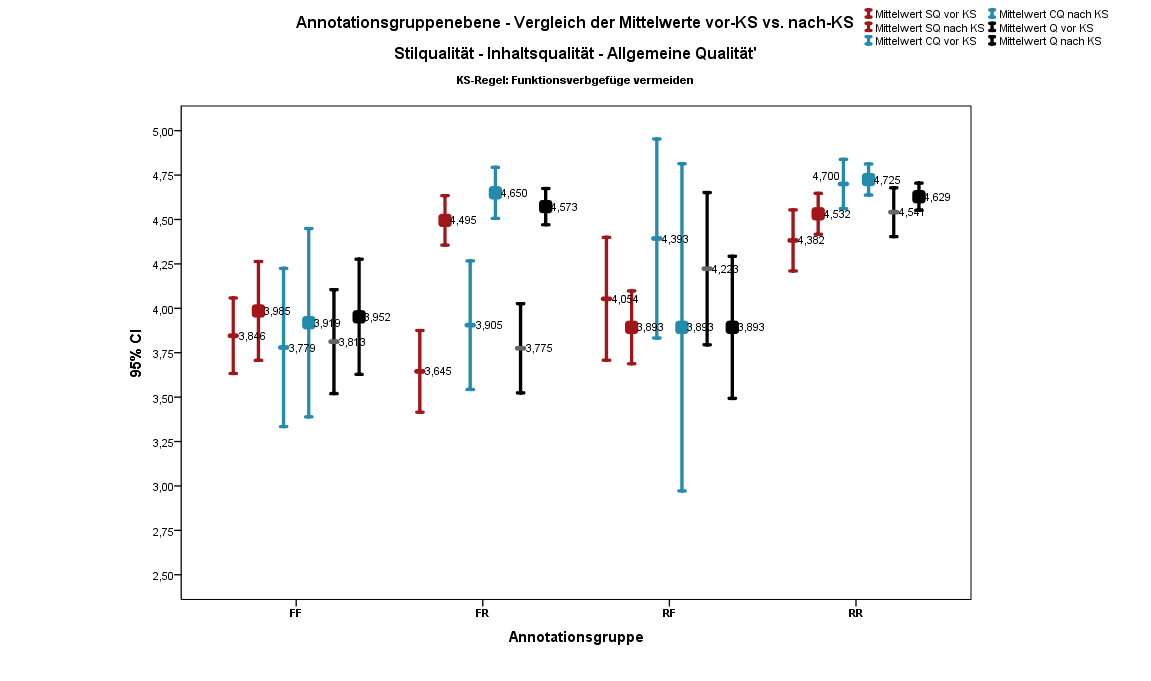 Annotationsgruppenebene - Vergleich der Mittelwerte vor-KS vs. nach-KS
Stilqualität - Inhaltsqualität - Allgemeine Qualität'
KS-Regel: Funktionsverbgefüge vermeiden
Mittelwert SQ vor KS
Mittelwert SQ nach KS
Mittelwert CQ vor KS
Mittelwert CQ nach KS
Mittelwert Q vor KS
Mittelwert Q nach KS
95% CI
5,00
4,75
4,50
4,25
4,00
3,75
3,50
3,25
3,00
2,75
2,50
3,846
3,985
3,779
3,919
3,813
3,952
3,645
4,495
3,905
4,650
3,775
4,573
4,054
3,893
4,393
3,893
4,223
3,893
4,382
4,532
4,700
4,725
4,541
4,629
FF
FR
RF
RR
Annotationsgruppe